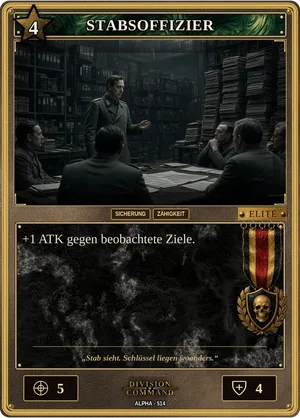 4
STABSOFFIZIER
SICHERUNG
ZÄHIGKEIT
ELITE
+1 ATK gegen beobachtete Ziele.
„Stab sieht. Schlüssel liegen woanders.“
5
DIVISION
COMMAND
ALPHA · 514
4